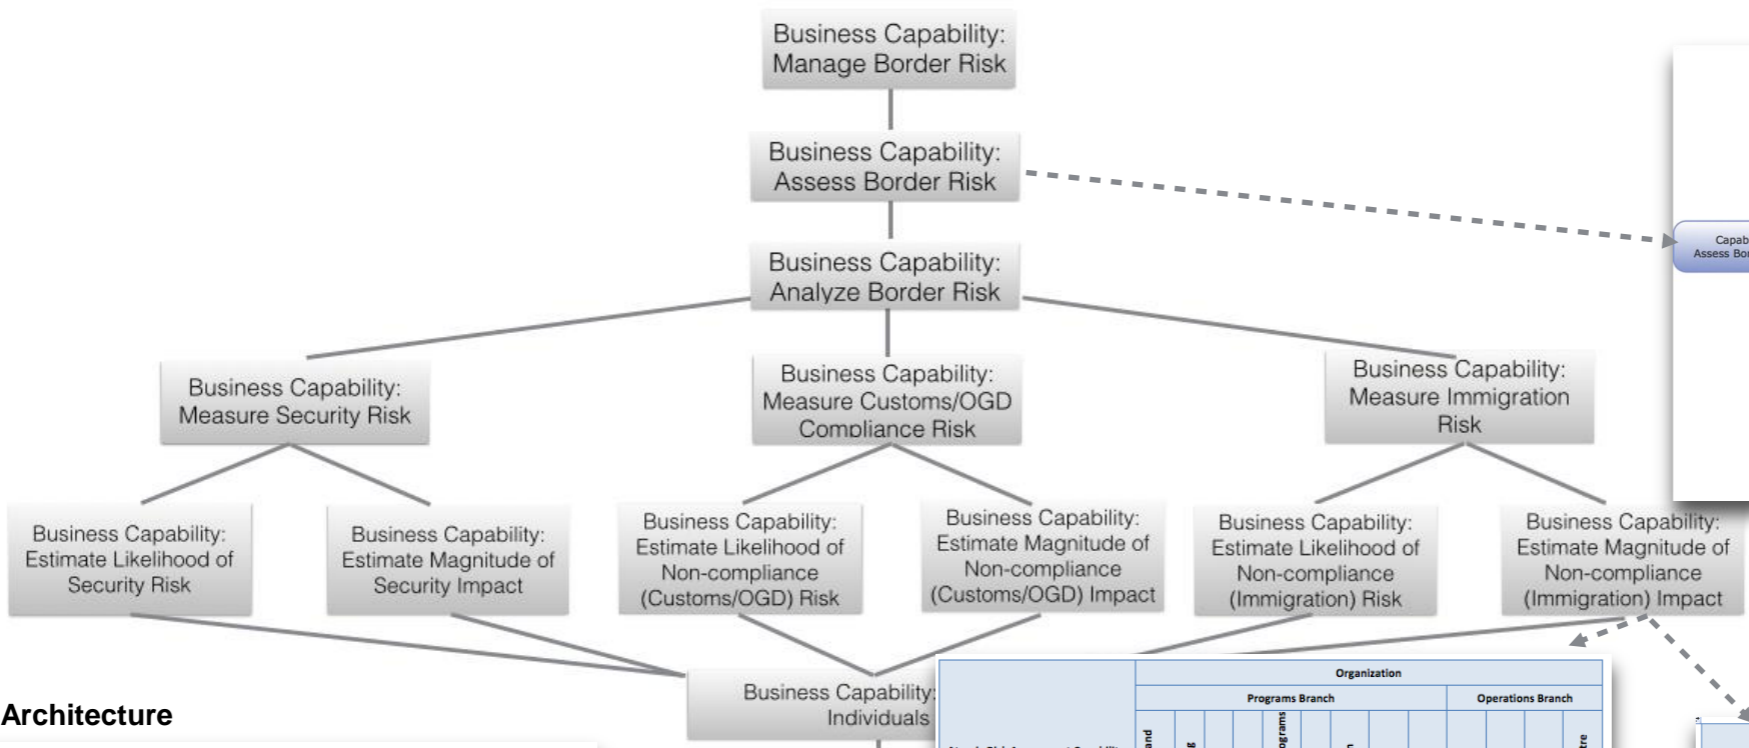 Business Capability:
Manage Border Risk
Business Capability:
Assess Border Risk
Capab
Assess Bor
Business Capability:
Analyze Border Risk
Business Capability:
Measure Security Risk
Business Capability:
Measure Customs/OGD
Compliance Risk
Business Capability:
Measure Immigration
Risk
Business Capability:
Estimate Likelihood of
Security Risk
Business Capability:
Estimate Magnitude of
Security Impact
Business Capability:
Estimate Likelihood of
Non-compliance
(Customs/OGD) Risk
Business Capability:
Estimate Magnitude of
Non-compliance
(Customs/OGD) Impact
Business Capability:
Estimate Likelihood of
Non-compliance
(Immigration) Risk
Business Capability:
Estimate Magnitude of
Non-compliance
(Immigration) Impact
Business Capability:
Individuals
Architecture
Organization
Programs Branch
Operations Branch
and